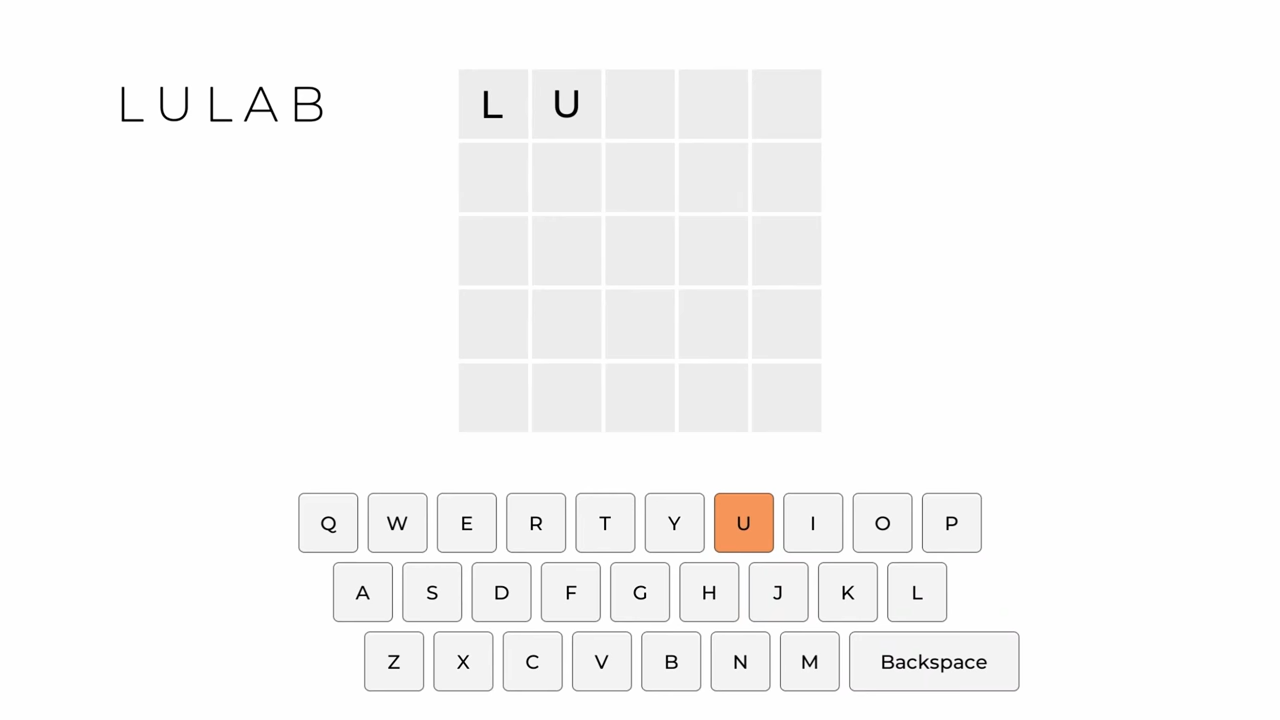 LULAB
L U
Q W E R T Y U I O P
A S D F G H J K L
Z X C V B N M Backspace